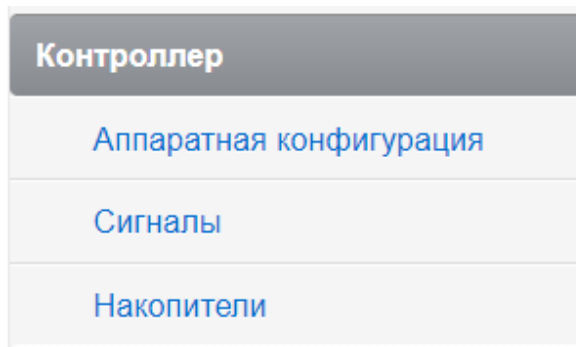 Контроллер
Аппаратная конфигурация
Сигналы
Накопители